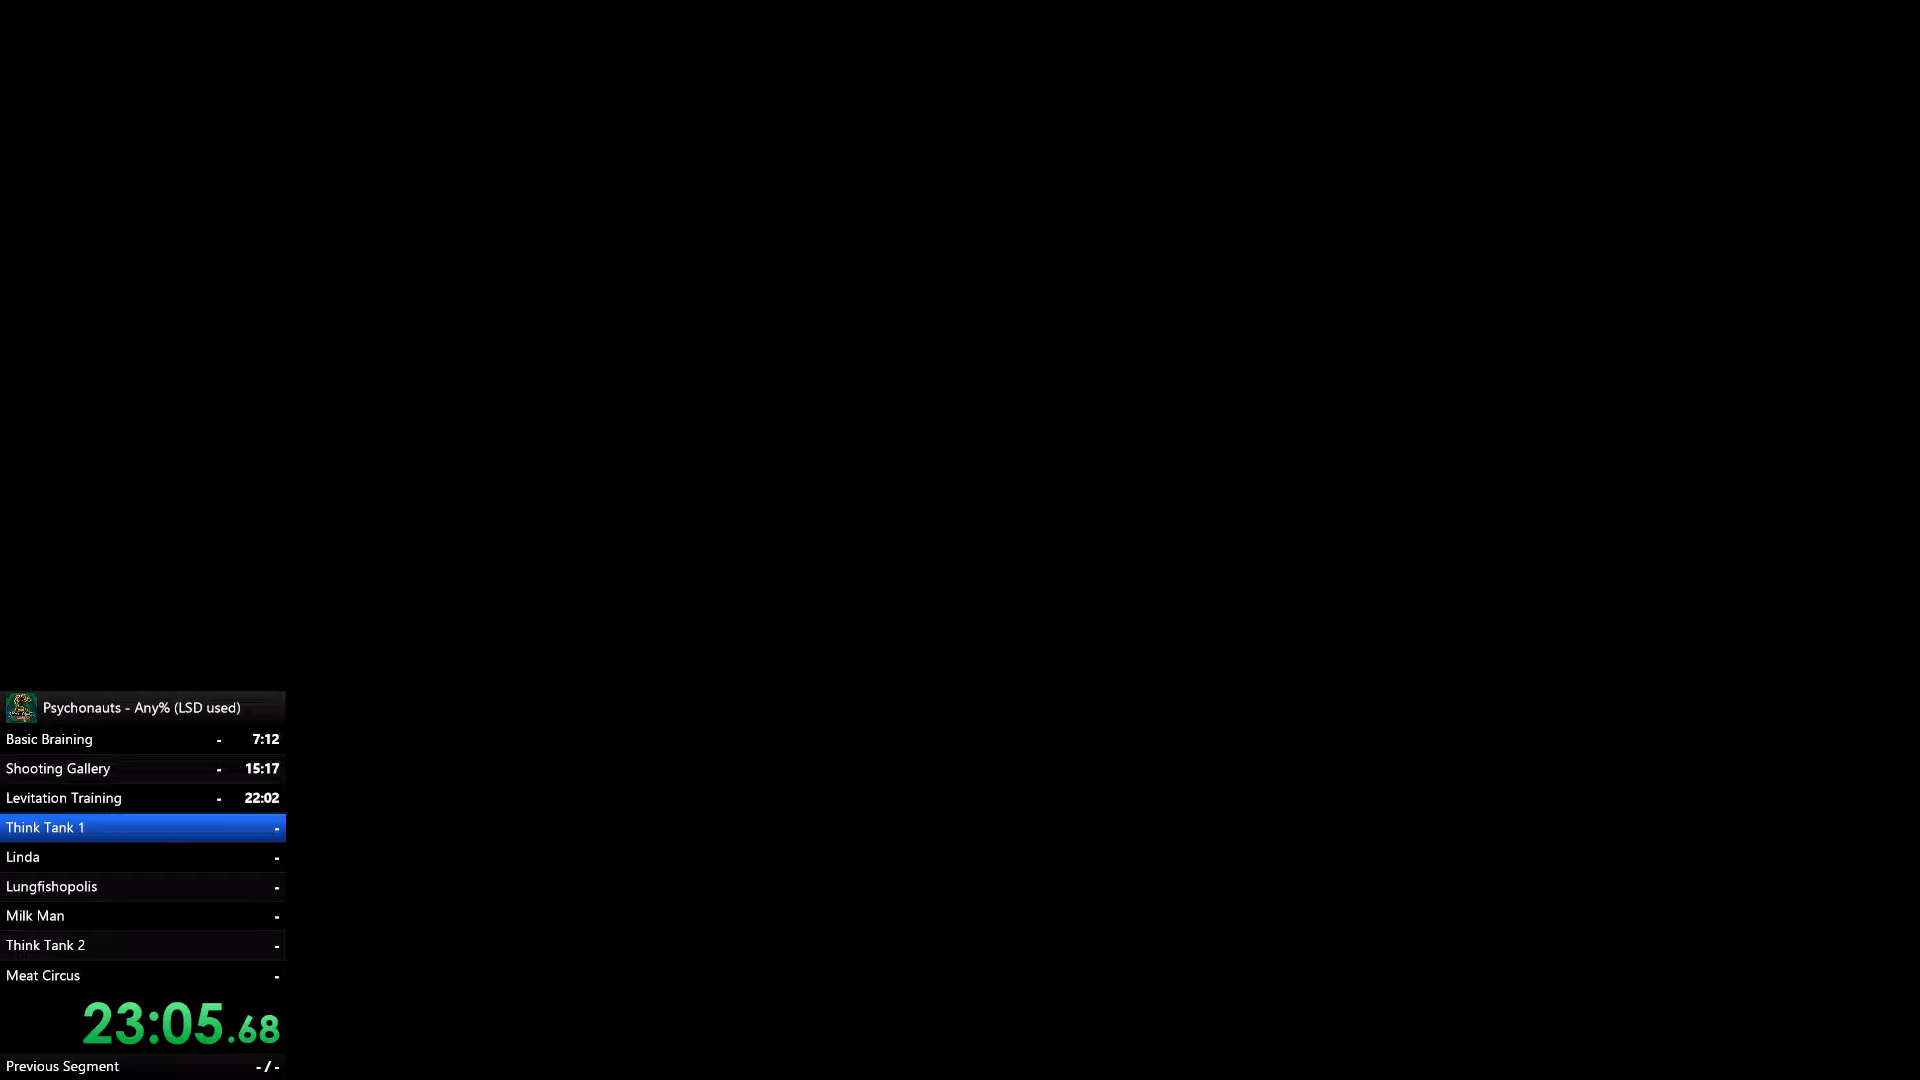 Psychonauts - Any% (LSD used)
Basic Braining - 7:12
Shooting Gallery - 15:17
Levitation Training - 22:02
Think Tank 1 -
Linda -
Lungfishopolis -
Milk Man -
Think Tank 2 -
Meat Circus -
23:05.68
Previous Segment - / -